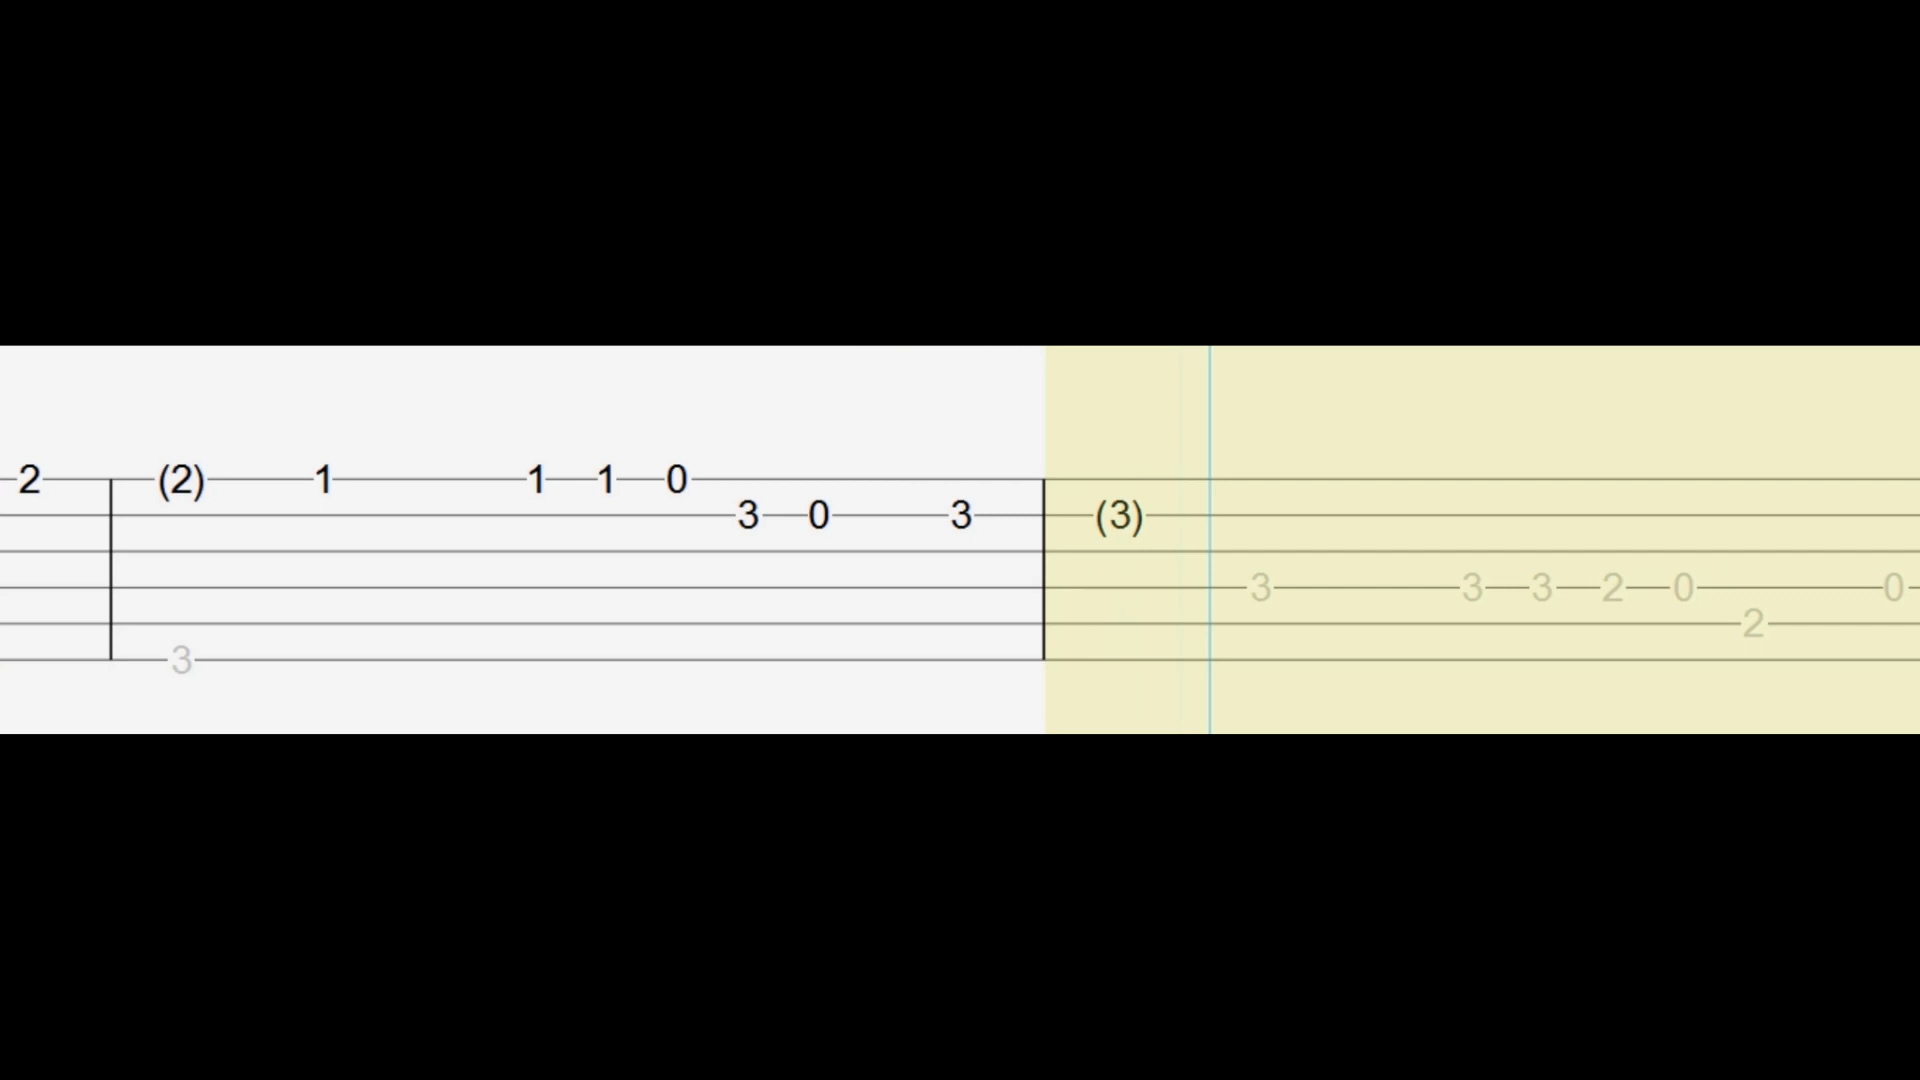 2 (2) 1 1 1 0
3 0 3 (3)
3 3 3 2 0 0
2
3